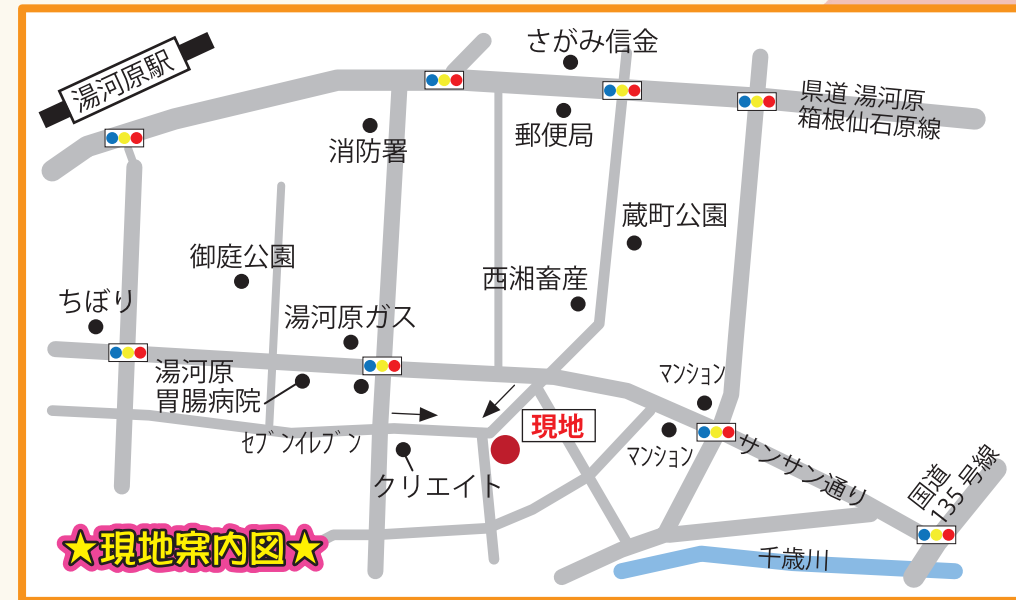 さがみ信金
湯河原駅
県道 湯河原
箱根仙石原線
郵便局
消防署
蔵町公園
御庭公園
西湘畜産
ちぼり
湯河原ガス
湯河原
胃腸病院
マンション
現地
セブンイレブン
マンション
サンサン通り
クリエイト
国道
135号線
★現地案内図★
千歳川